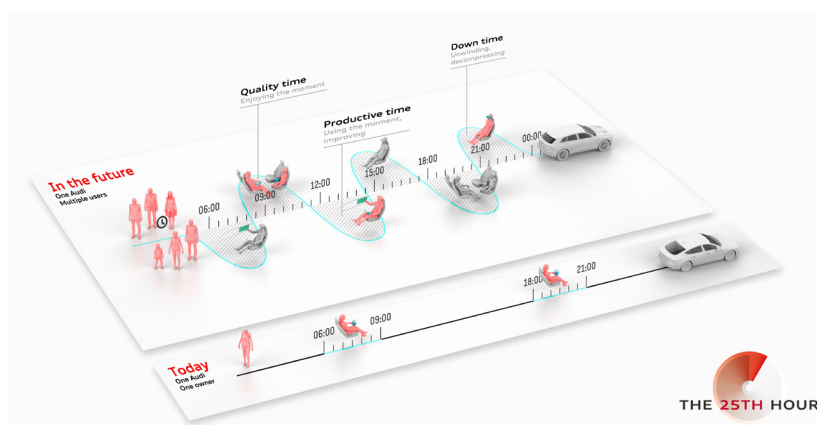 Down time
Unwinding,
decompressing
Quality time
Enjoying the moment
Productive time
Using the moment,
improving
In the future
One Audi
Multiple users
06:00
09:00
12:00
15:00
18:00
21:00
00:00
Today
One Audi
One owner
06:00
09:00
18:00
21:00
THE 25TH HOUR